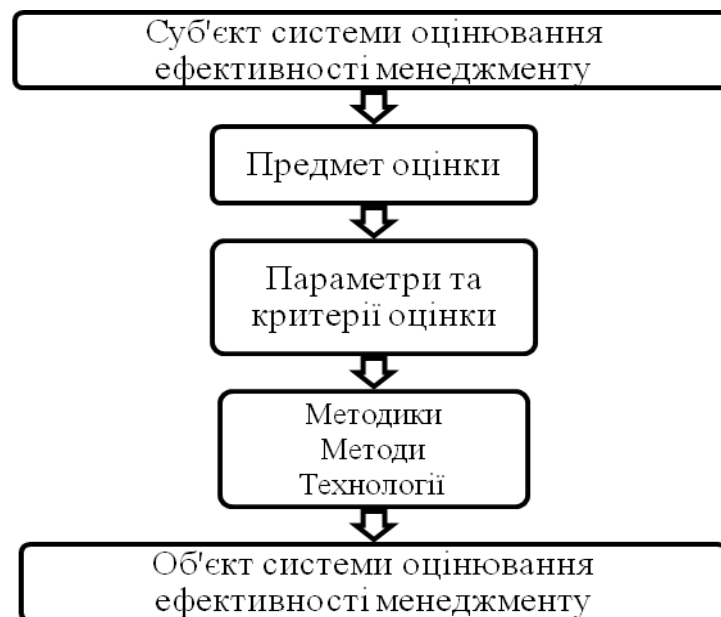 Суб'єкт системи оцінювання
ефективності менеджменту
Предмет оцінки
Параметри та
критерії оцінки
Методики
Методи
Технології
Об'єкт системи оцінювання
ефективності менеджменту